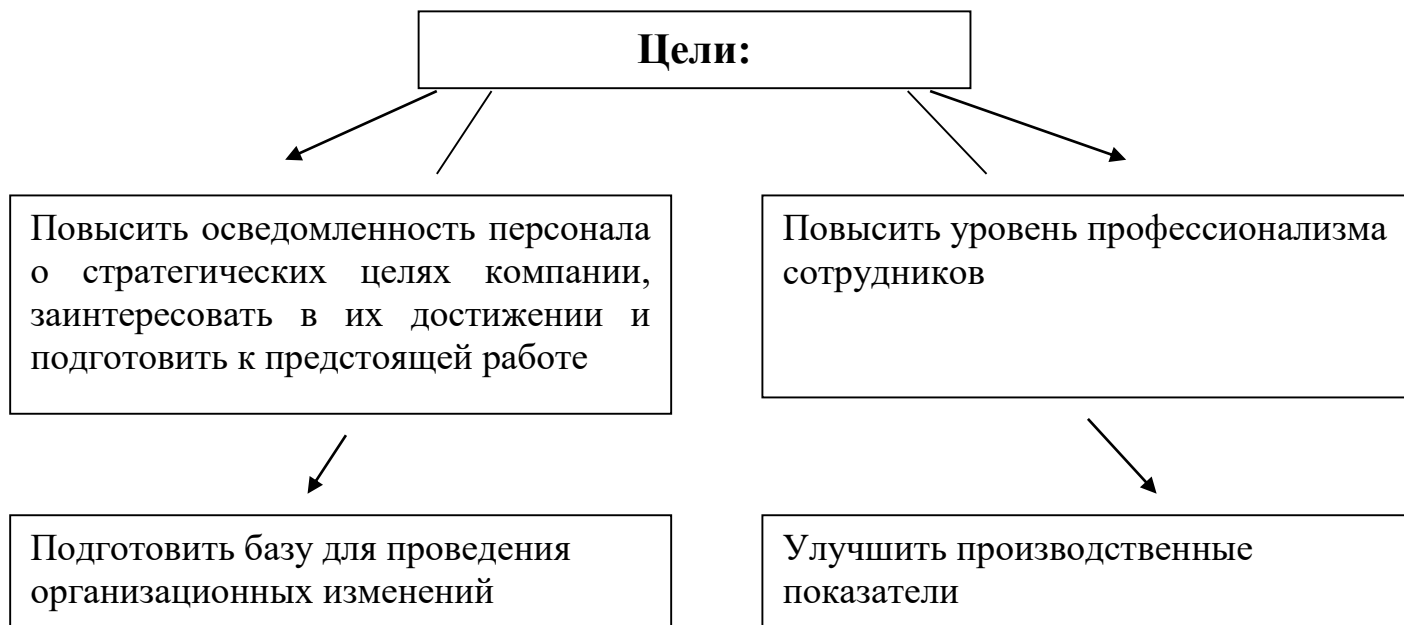 Цели:
Повысить осведомленность персонала
о стратегических целях компании,
заинтересовать в их достижении и
подготовить к предстоящей работе
Повысить уровень профессионализма
сотрудников
Подготовить базу для проведения
организационных изменений
Улучшить производственные
показатели